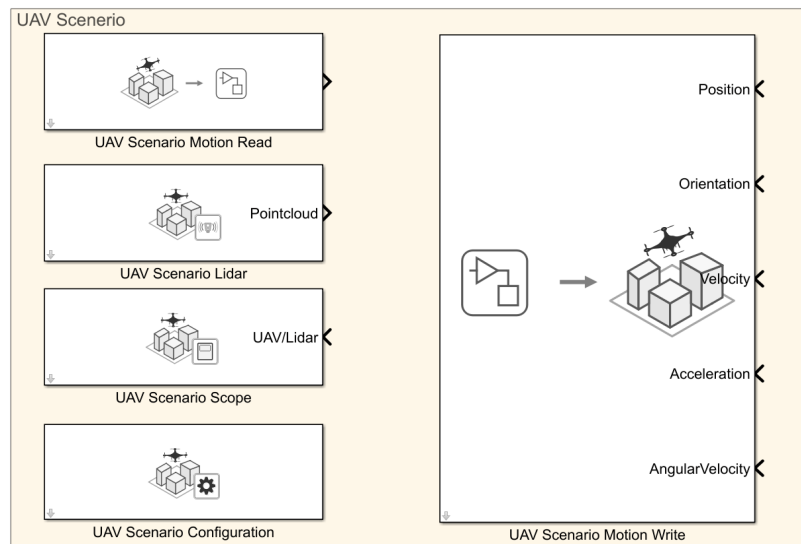 UAV Scenerio
UAV Scenario Motion Read
Pointcloud
UAV Scenario Lidar
UAV/Lidar
UAV Scenario Scope
UAV Scenario Configuration
Position
Orientation
Velocity
Acceleration
AngularVelocity
UAV Scenario Motion Write